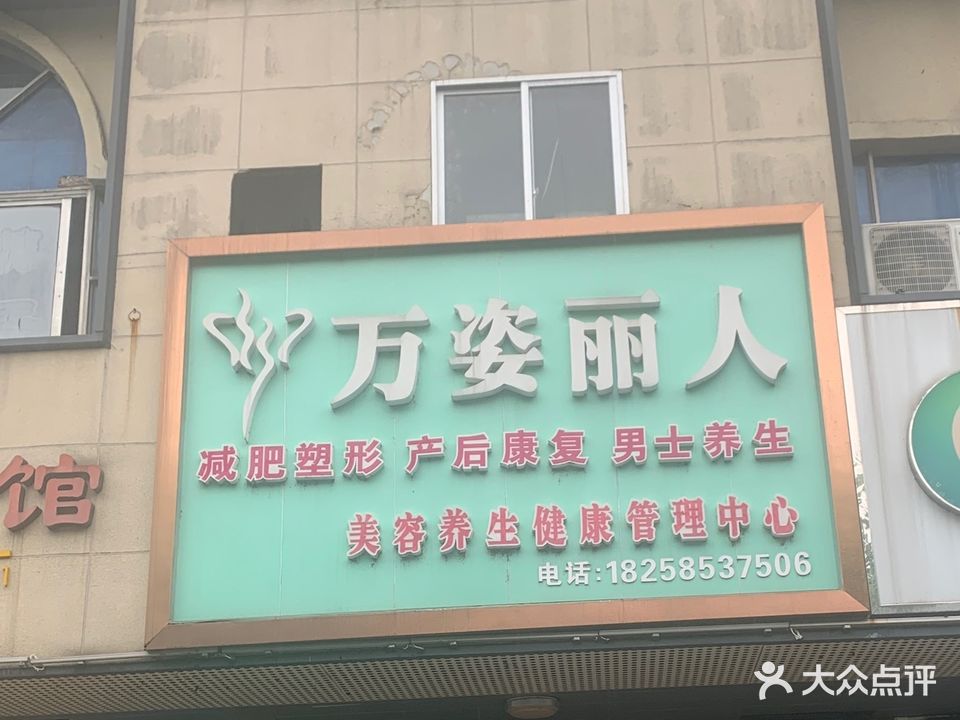 万姿丽人
减肥塑形 产后康复 男士养生
美容养生健康管理中心
电话:18258537506
馆
大众点评